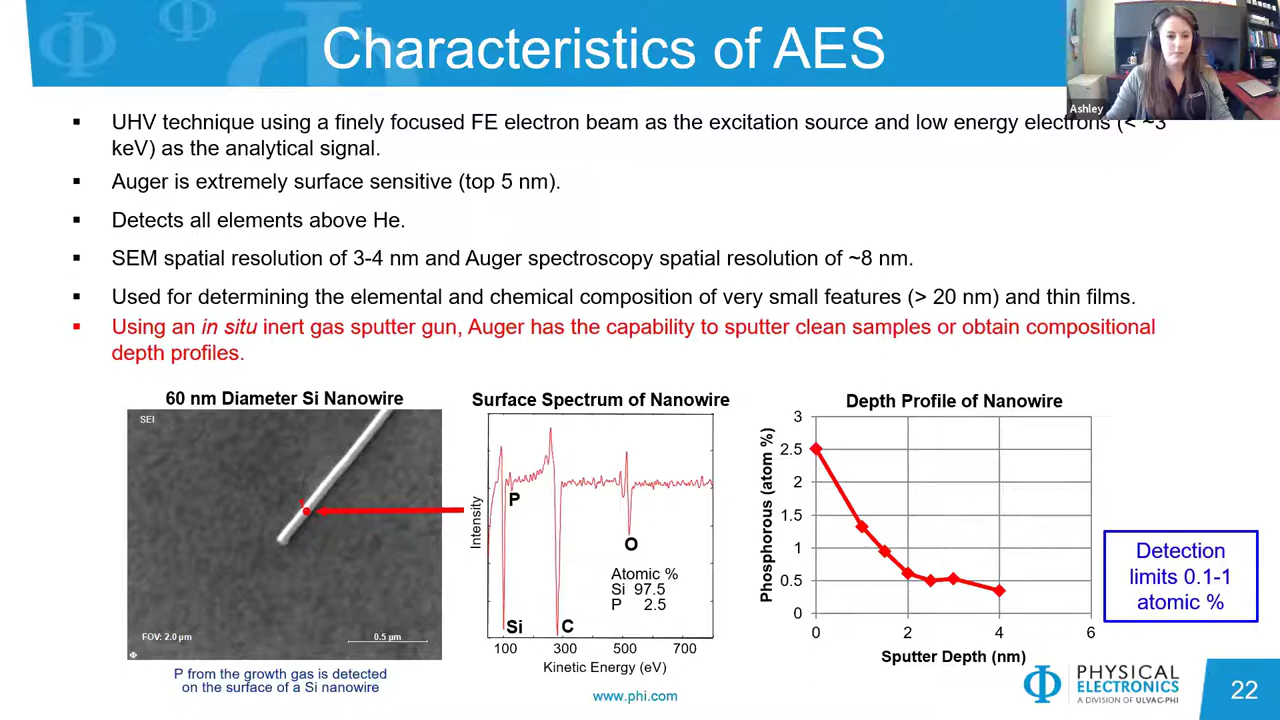 Characteristics of AES
Ashley
▪ UHV technique using a finely focused FE electron beam as the excitation source and low energy electrons (< ~3
keV) as the analytical signal.
▪ Auger is extremely surface sensitive (top 5 nm).
▪ Detects all elements above He.
▪ SEM spatial resolution of 3-4 nm and Auger spectroscopy spatial resolution of ~8 nm.
▪ Used for determining the elemental and chemical composition of very small features (> 20 nm) and thin films.
▪ Using an in situ inert gas sputter gun, Auger has the capability to sputter clean samples or obtain compositional
depth profiles.
60 nm Diameter Si Nanowire
SEI
1
FOV: 2.0 µm
0.5 µm
P from the growth gas is detected
on the surface of a Si nanowire
Surface Spectrum of Nanowire
Intensity
P
O
Atomic %
Si 97.5
P 2.5
Si
C
100 300 500 700
Kinetic Energy (eV)
www.phi.com
Depth Profile of Nanowire
Phosphorous (atom %)
3
2.5
2
1.5
1
0.5
0
0 2 4 6
Sputter Depth (nm)
Detection
limits 0.1-1
atomic %
PHYSICAL
ELECTRONICS
A DIVISION OF ULVAC-PHI
22